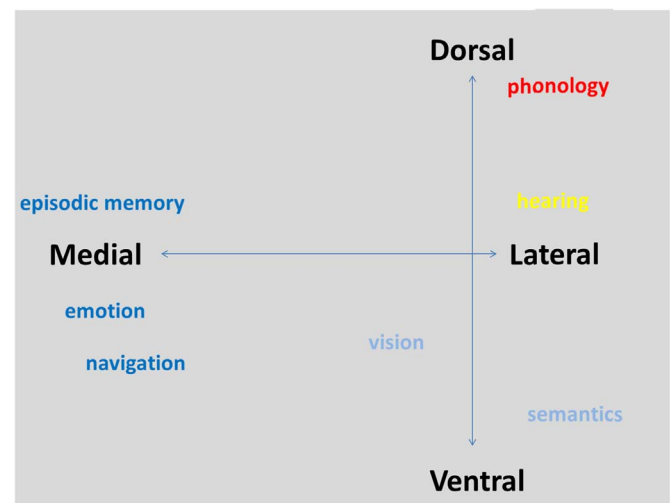 Dorsal
phonology
episodic memory
hearing
Medial
Lateral
emotion
vision
navigation
semantics
Ventral